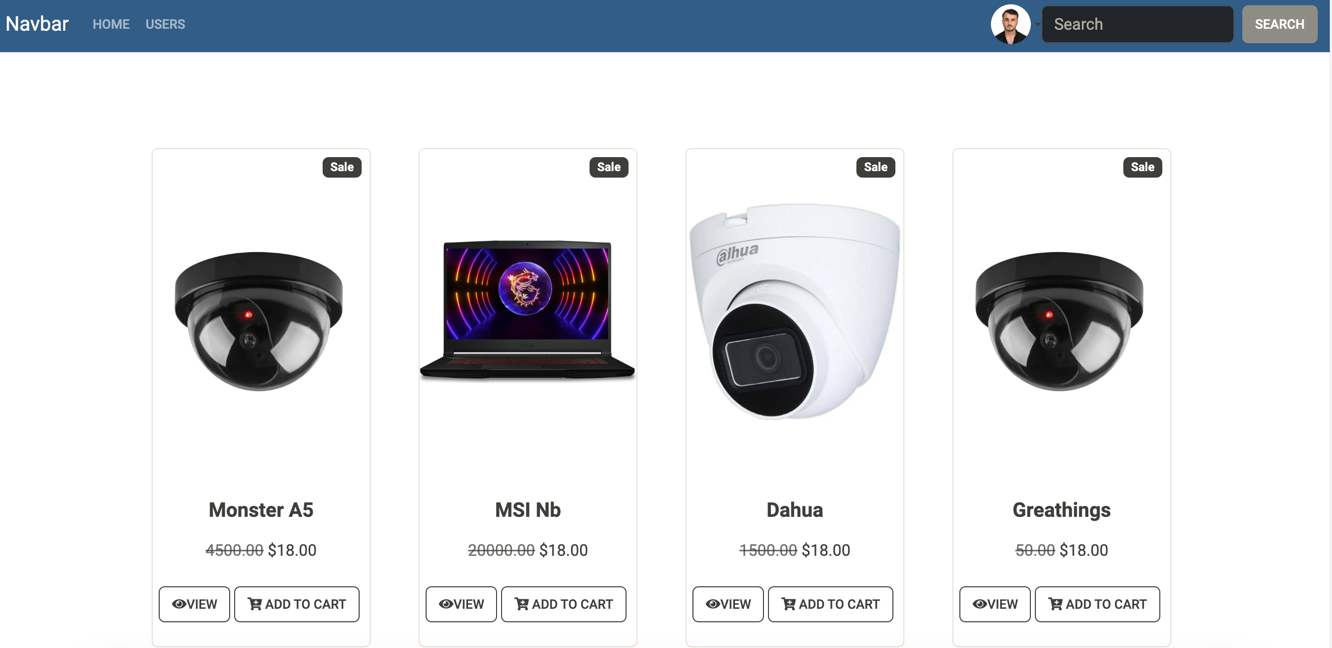 Navbar HOME USERS Search SEARCH
Sale Sale Sale Sale
alhua
Monster A5 MSI Nb Dahua Greathings
4500.00 $18.00 20000.00 $18.00 1500.00 $18.00 50.00 $18.00
VIEW ADD TO CART VIEW ADD TO CART VIEW ADD TO CART VIEW ADD TO CART